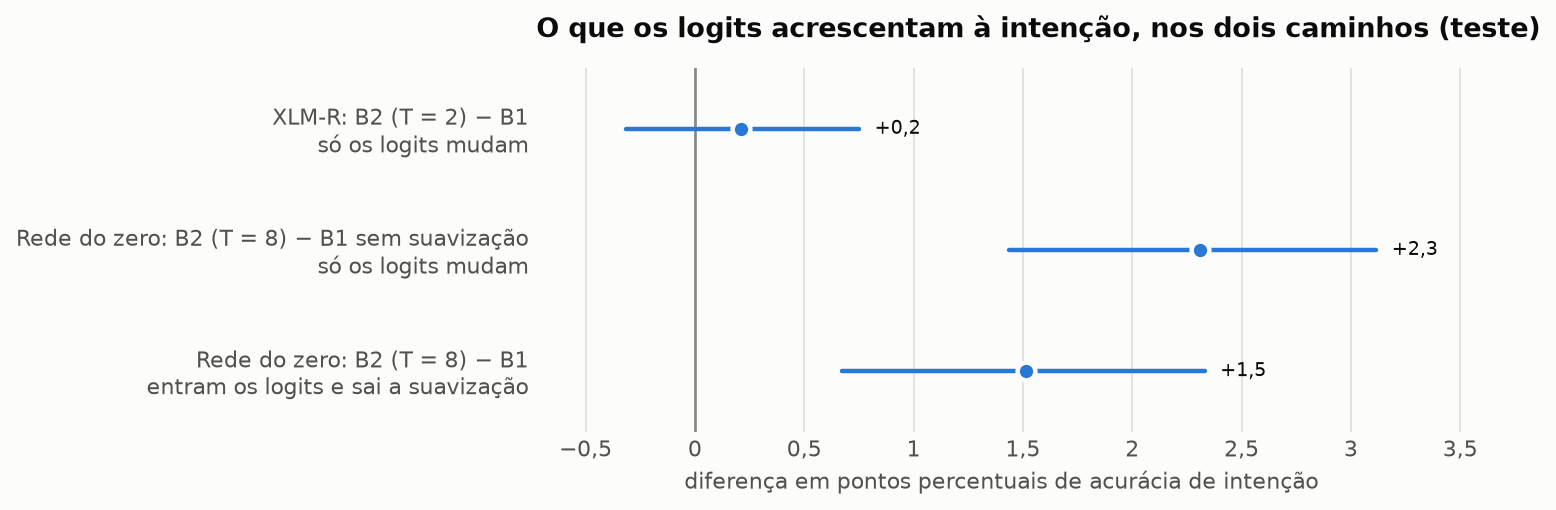 O que os logits acrescentam à intenção, nos dois caminhos (teste)
XLM-R: B2 (T = 2) − B1
só os logits mudam
+0,2
Rede do zero: B2 (T = 8) − B1 sem suavização
só os logits mudam
+2,3
Rede do zero: B2 (T = 8) − B1
entram os logits e sai a suavização
+1,5
−0,5 0 0,5 1 1,5 2 2,5 3 3,5
diferença em pontos percentuais de acurácia de intenção